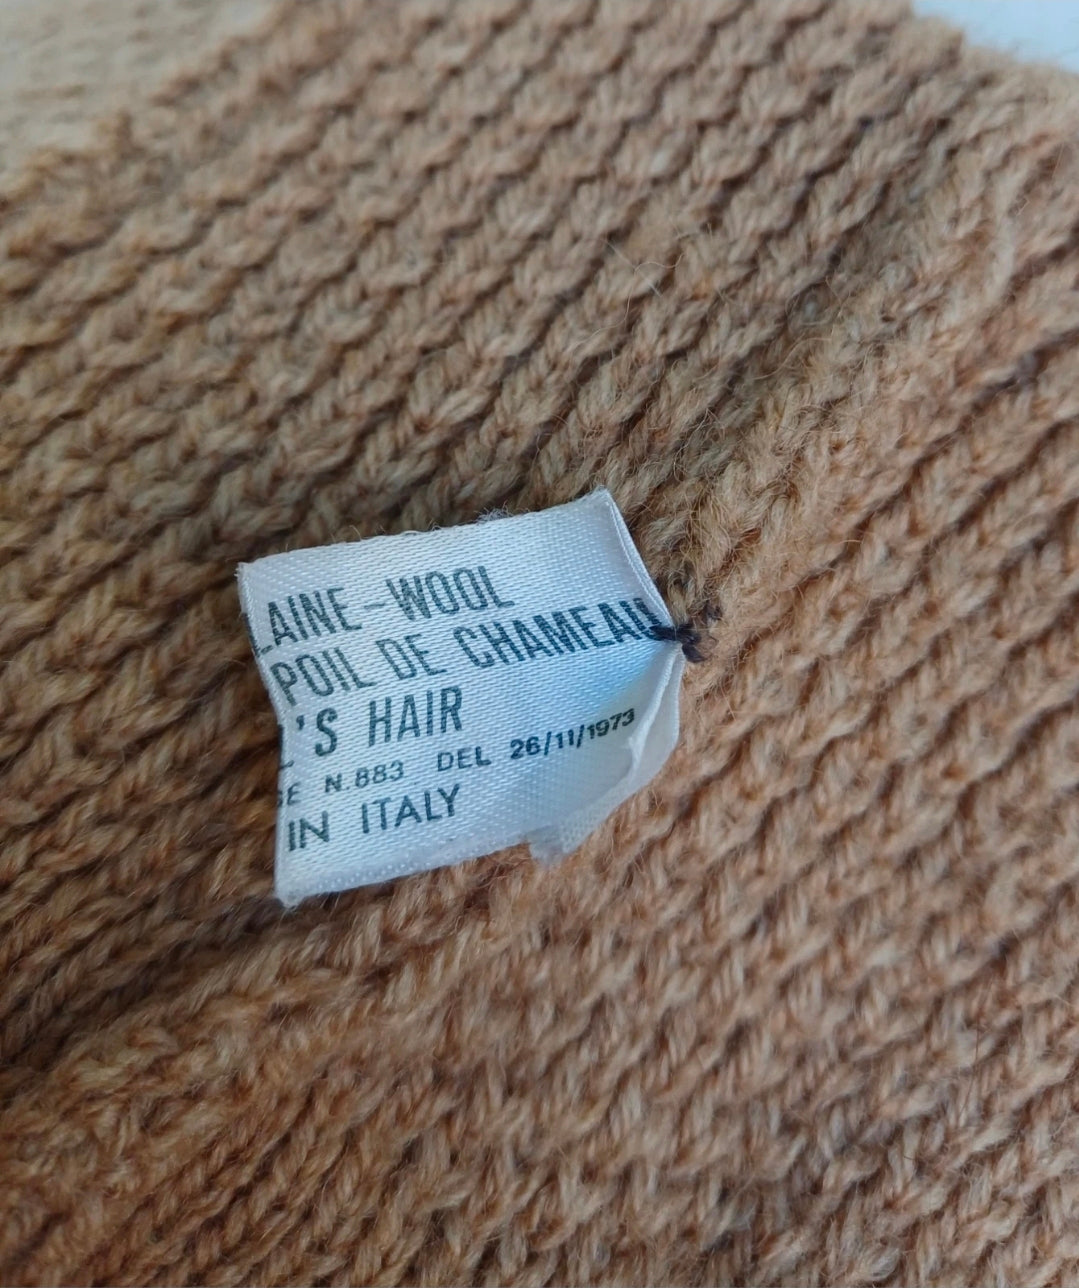 LAINE-WOOL
POIL DE CHAMEAU
'S HAIR
N.883 DEL 26/11/1973
IN ITALY